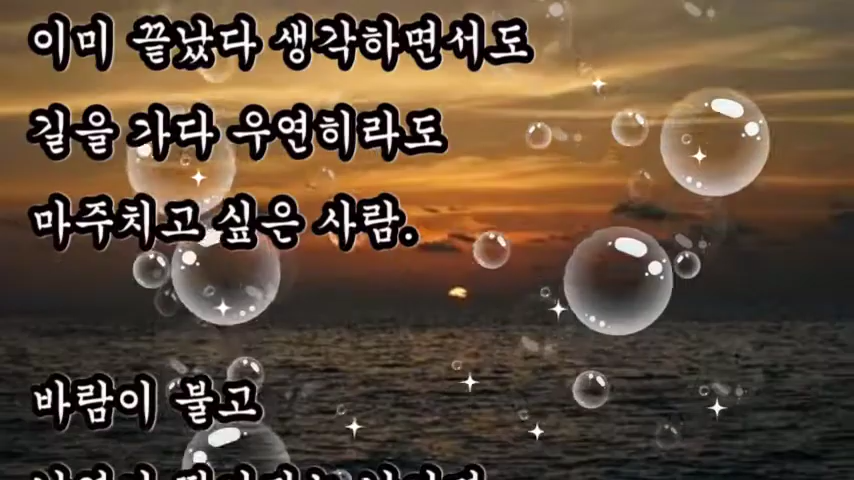 이미 끝났다 생각하면서도
길을 가다 우연히라도
마주치고 싶은 사람.
바람이 불고